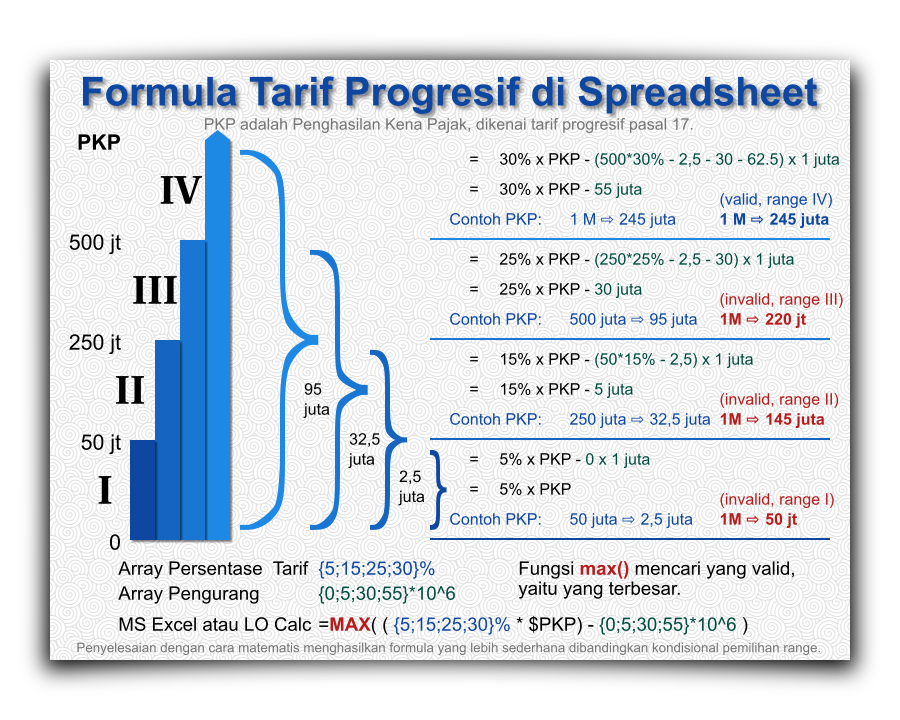 Formula Tarif Progresif di Spreadsheet
PKP adalah Penghasilan Kena Pajak, dikenai tarif progresif pasal 17.
PKP
IV
500 jt
III
250 jt
II
50 jt
I
0
95
juta
32,5
juta
2,5
juta
= 30% x PKP - (500*30% - 2,5 - 30 - 62.5) x 1 juta
= 30% x PKP - 55 juta
(valid, range IV)
Contoh PKP: 1 M ⇨ 245 juta 1 M ⇨ 245 juta
= 25% x PKP - (250*25% - 2,5 - 30) x 1 juta
= 25% x PKP - 30 juta
(invalid, range III)
Contoh PKP: 500 juta ⇨ 95 juta 1M ⇨ 220 jt
= 15% x PKP - (50*15% - 2,5) x 1 juta
= 15% x PKP - 5 juta
(invalid, range II)
Contoh PKP: 250 juta ⇨ 32,5 juta 1M ⇨ 145 juta
= 5% x PKP - 0 x 1 juta
= 5% x PKP
(invalid, range I)
Contoh PKP: 50 juta ⇨ 2,5 juta 1M ⇨ 50 jt
Array Persentase Tarif {5;15;25;30}%
Array Pengurang {0;5;30;55}*10^6
Fungsi max() mencari yang valid,
yaitu yang terbesar.
MS Excel atau LO Calc =MAX( ( {5;15;25;30}% * $PKP) - {0;5;30;55}*10^6 )
Penyelesaian dengan cara matematis menghasilkan formula yang lebih sederhana dibandingkan kondisional pemilihan range.